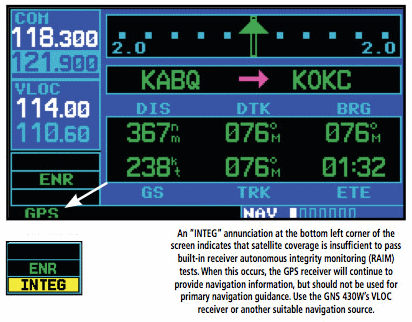 COM
118.300
121.900
VLOC
114.00
110.60
ENR
GPS
2.0 2.0
KABQ → KOKC
DIS DTK BRG
367nm 076°M 076°M
238kt 076°M 01:32
GS TRK ETE
NAV
ENR
INTEG
An “INTEG” annunciation at the bottom left corner of the
screen indicates that satellite coverage is insufficient to pass
built-in receiver autonomous integrity monitoring (RAIM)
tests. When this occurs, the GPS receiver will continue to
provide navigation information, but should not be used for
primary navigation guidance. Use the GNS 430W’s VLOC
receiver or another suitable navigation source.